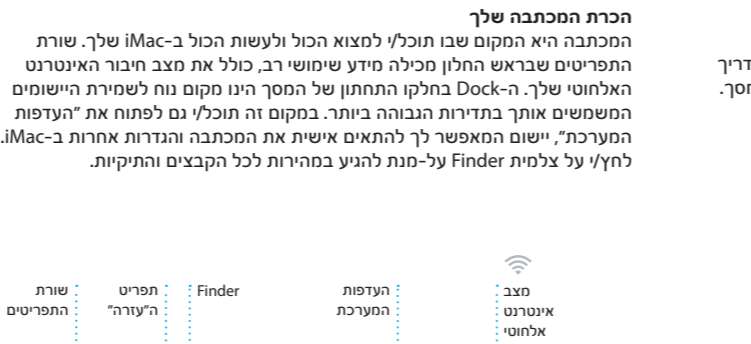 הכרת המכתבה שלך
המכתבה היא המקום שבו תוכל/י למצוא הכול ולעשות הכול ב-iMac שלך. שורת
התפריטים שבראש החלון מכילה מידע שימושי רב, כולל את מצב חיבור האינטרנט
האלחוטי שלך. ה-Dock בחלקו התחתון של המסך הינו מקום נוח לשמירת היישומים
המשמשים אותך בתדירות הגבוהה ביותר. במקום זה תוכל/י גם לפתוח את ״העדפות
המערכת״, יישום המאפשר לך להתאים אישית את המכתבה והגדרות אחרות ב-iMac.
לחץ/י על צלמית Finder על-מנת להגיע במהירות לכל הקבצים והתיקיות.
מצב
אינטרנט
אלחוטי
העדפות
המערכת
Finder
תפריט
ה״עזרה״
שורת
התפריטים